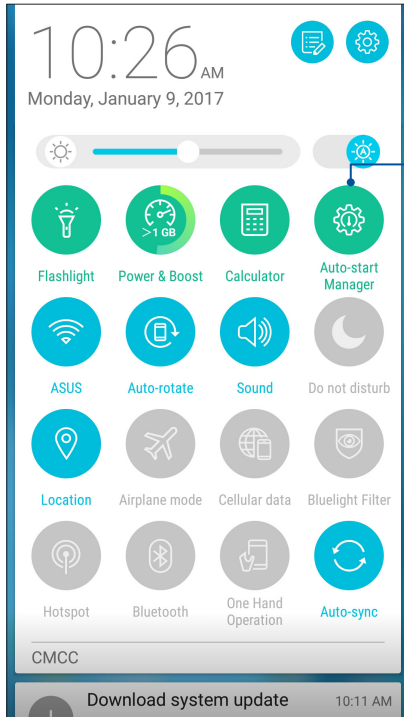 10:26 AM
Monday, January 9, 2017
A
>1 GB
Flashlight
Power & Boost
Calculator
Auto-start
Manager
ASUS
Auto-rotate
Sound
Do not disturb
Location
Airplane mode
Cellular data
Bluelight Filter
Hotspot
Bluetooth
One Hand
Operation
Auto-sync
CMCC
Download system update
10:11 AM